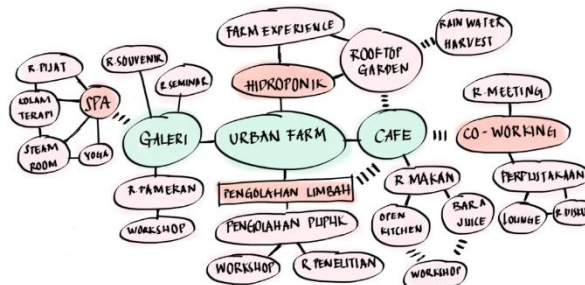 FARM EXPERIENCE
RAIN WATER
HARVEST
ROOFTOP
GARDEN
R. SOUVENIR
R. SEMINAR
HIDROPONIK
R. PIJAT
SPA
KOLAM
TERAPI
STEAM
ROOM
YOGA
GALERI
URBAN FARM
CAFE
R. MEETING
CO-WORKING
R. PAMERAN
WORKSHOP
PENGOLAHAN LIMBAH
PENGOLAHAN PUPUK
WORKSHOP
R. PENELITIAN
R MAKAN
OPEN
KITCHEN
BAR &
JUICE
WORKSHOP
PERPUSTAKAAN
LOUNGE